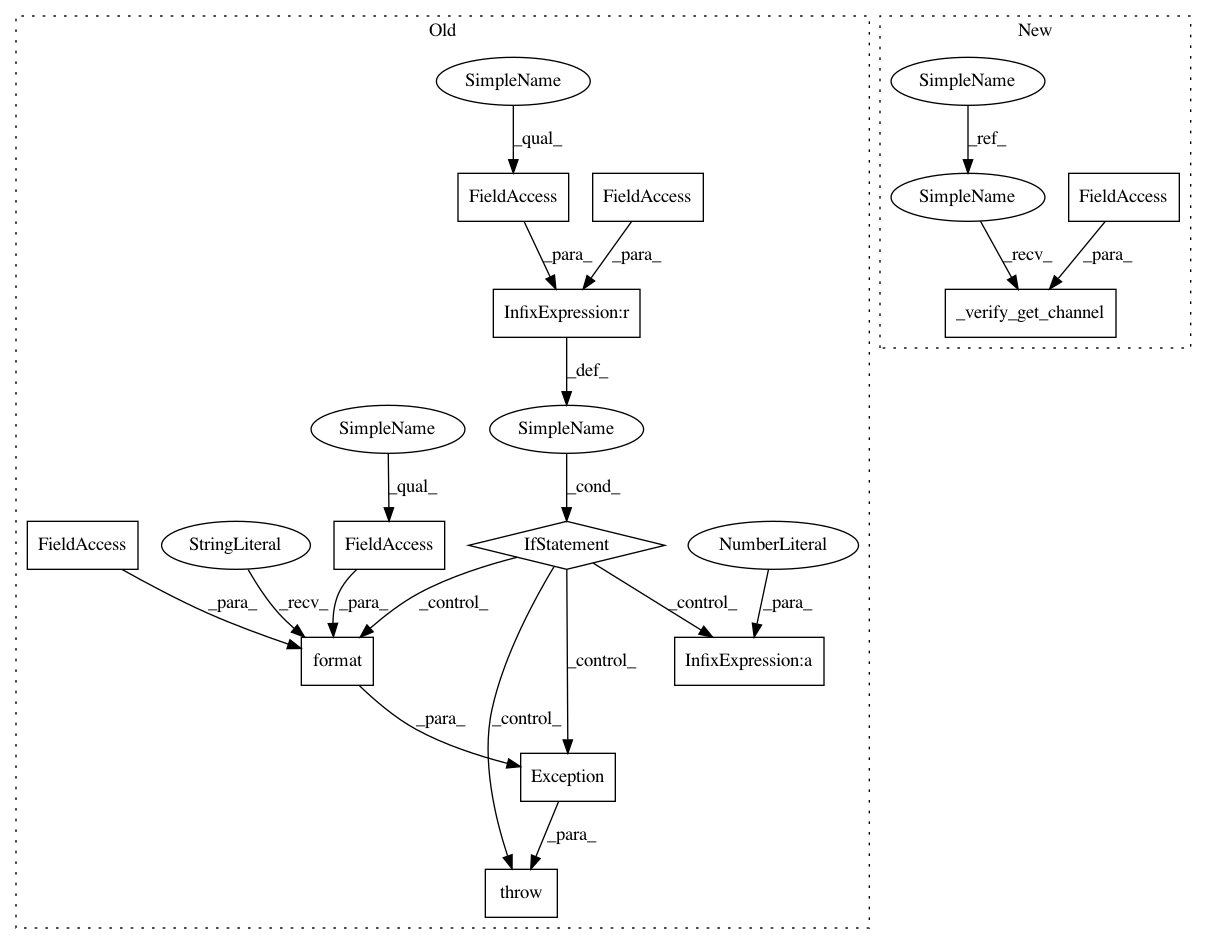 Old
New
SimpleName
SimpleName
_qual_
_ref_
FieldAccess
FieldAccess
SimpleName
FieldAccess
_para_
_para_
_recv_
_para_
InfixExpression:r
_verify_get_channel
_def_
SimpleName
SimpleName
_qual_
_cond_
FieldAccess
StringLiteral
FieldAccess
IfStatement
NumberLiteral
_para_
_recv_
_para_
_control_
_control_
_para_
format
_control_
InfixExpression:a
_para_
_control_
Exception
_para_
throw